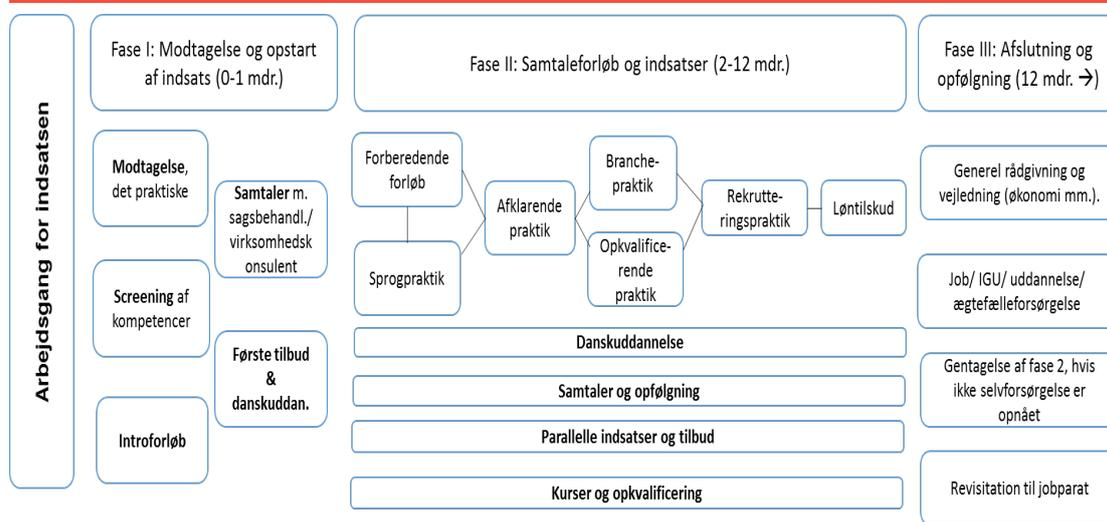 Arbejdsgang for indsatsen
Fase I: Modtagelse og opstart
af indsats (0-1 mdr.)
Modtagelse,
det praktiske
Samtaler m.
sagsbehandl./
virksomhedsk
onsulent
Screening af
kompetencer
Første tilbud
&
danskuddan.
Introforløb
Fase II: Samtaleforløb og indsatser (2-12 mdr.)
Forberedende
forløb
Sprogpraktik
Afklarende
praktik
Branche-
praktik
Opkvalifice-
rende
praktik
Rekrutte-
ringspraktik
Løntilskud
Danskuddannelse
Samtaler og opfølgning
Parallelle indsatser og tilbud
Kurser og opkvalificering
Fase III: Afslutning og
opfølgning (12 mdr. →)
Generel rådgivning og
vejledning (økonomi mm.).
Job/ IGU/ uddannelse/
ægtefælleforsørgelse
Gentagelse af fase 2, hvis
ikke selvforsørgelse er
opnået
Revisitation til jobparat